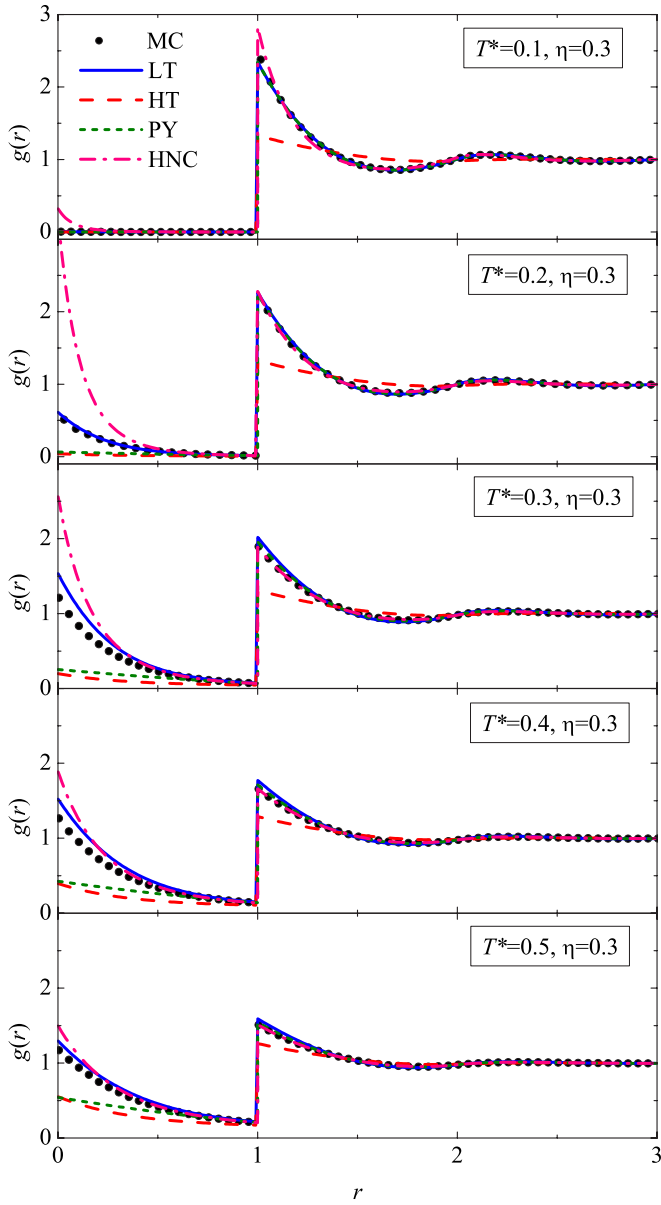 3
MC
LT
HT
PY
HNC
T*=0.1, η=0.3
2
g(r)
1
0
T*=0.2, η=0.3
2
g(r)
1
0
T*=0.3, η=0.3
2
g(r)
1
0
T*=0.4, η=0.3
2
g(r)
1
0
T*=0.5, η=0.3
2
g(r)
1
0
0 1 2 3
r